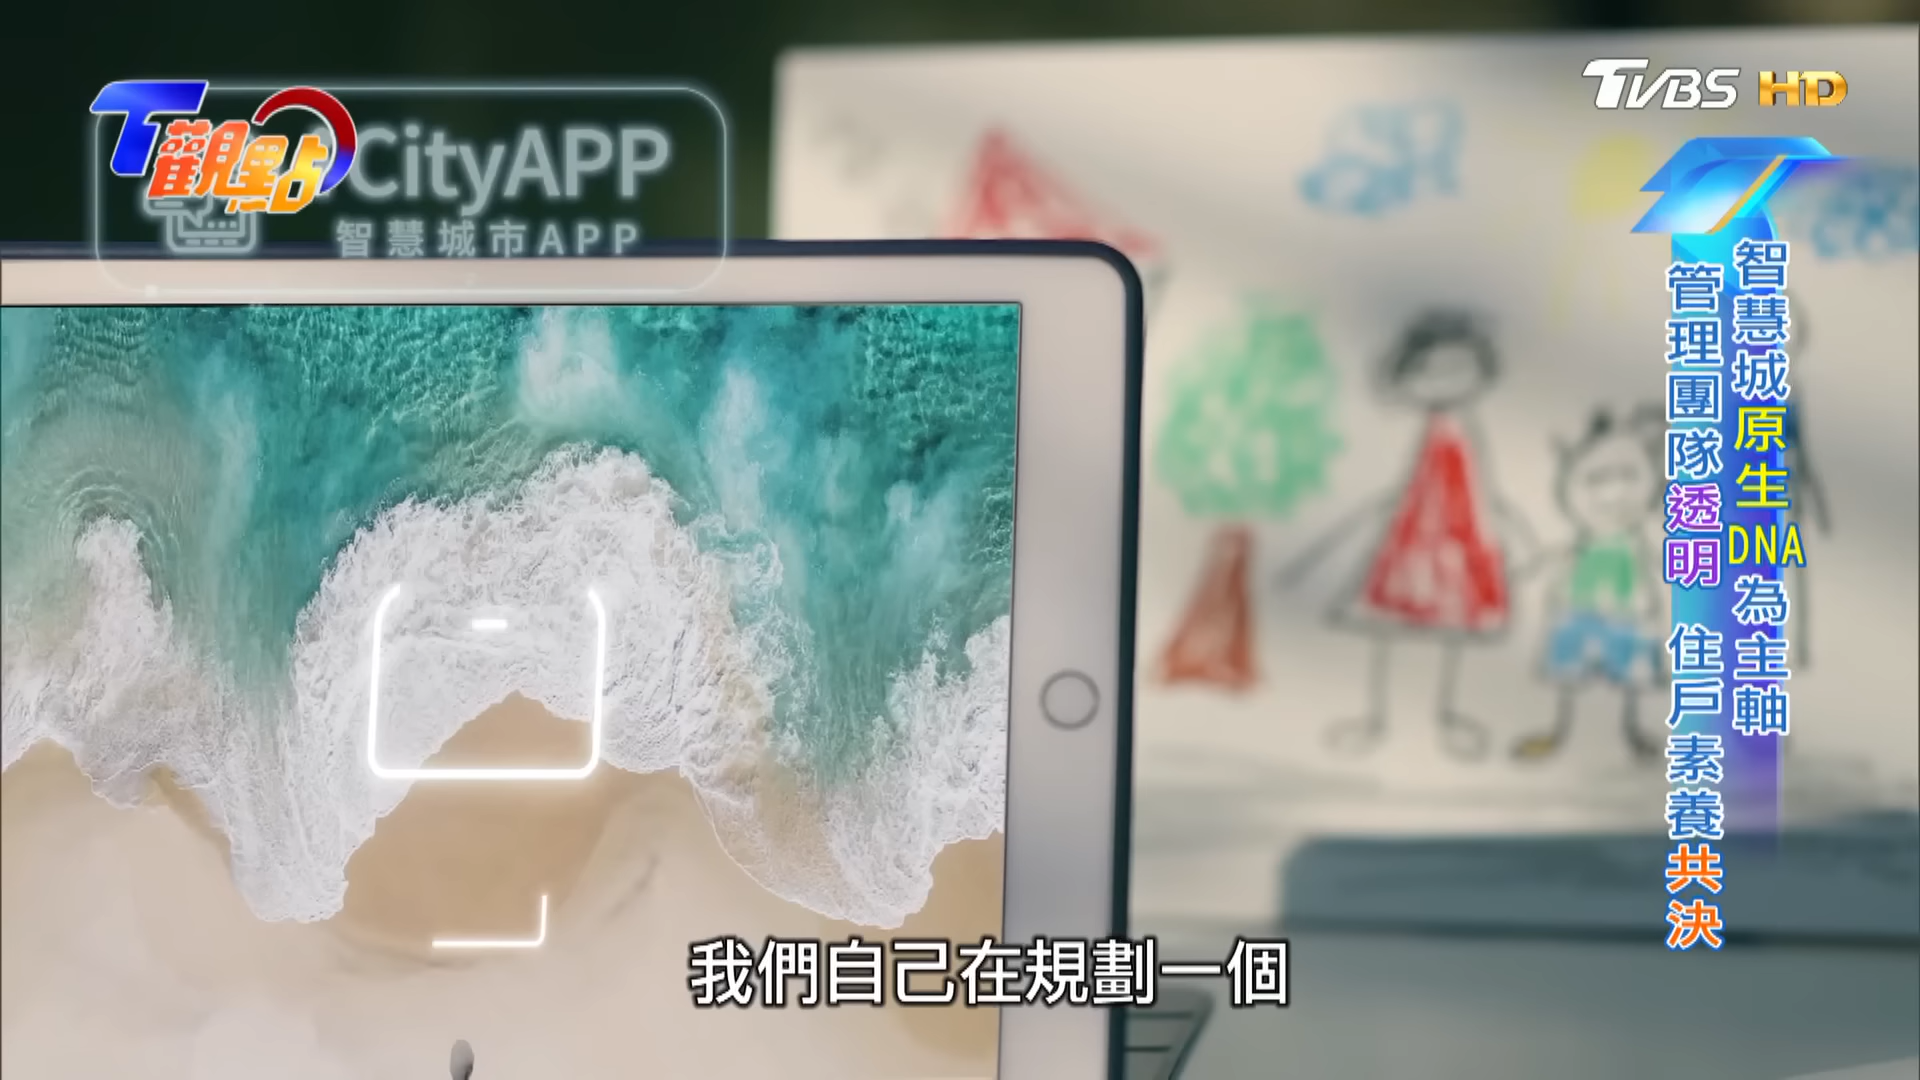 T觀點
CityAPP
智慧城市APP
TVBS HD
智慧城原生DNA為主軸
管理團隊透明 住戶素養共決
我們自己在規劃一個